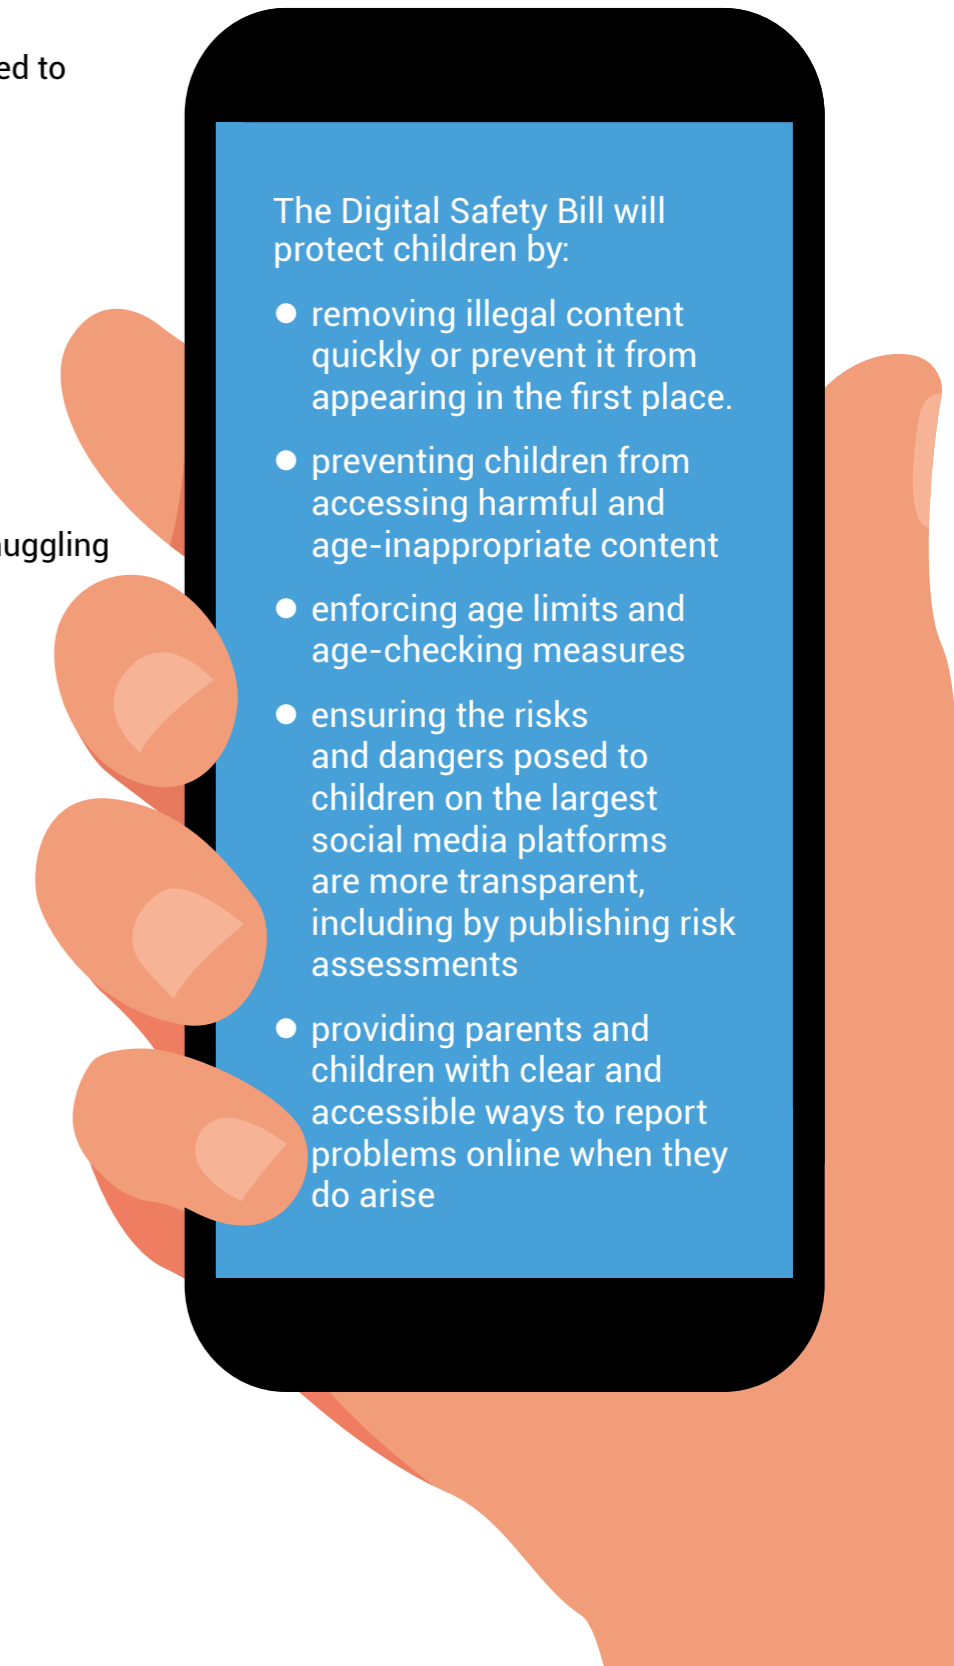 ed to
The Digital Safety Bill will
protect children by:
● removing illegal content
quickly or prevent it from
appearing in the first place.
● preventing children from
accessing harmful and
age-inappropriate content
● enforcing age limits and
age-checking measures
● ensuring the risks
and dangers posed to
children on the largest
social media platforms
are more transparent,
including by publishing risk
assessments
● providing parents and
children with clear and
accessible ways to report
problems online when they
do arise